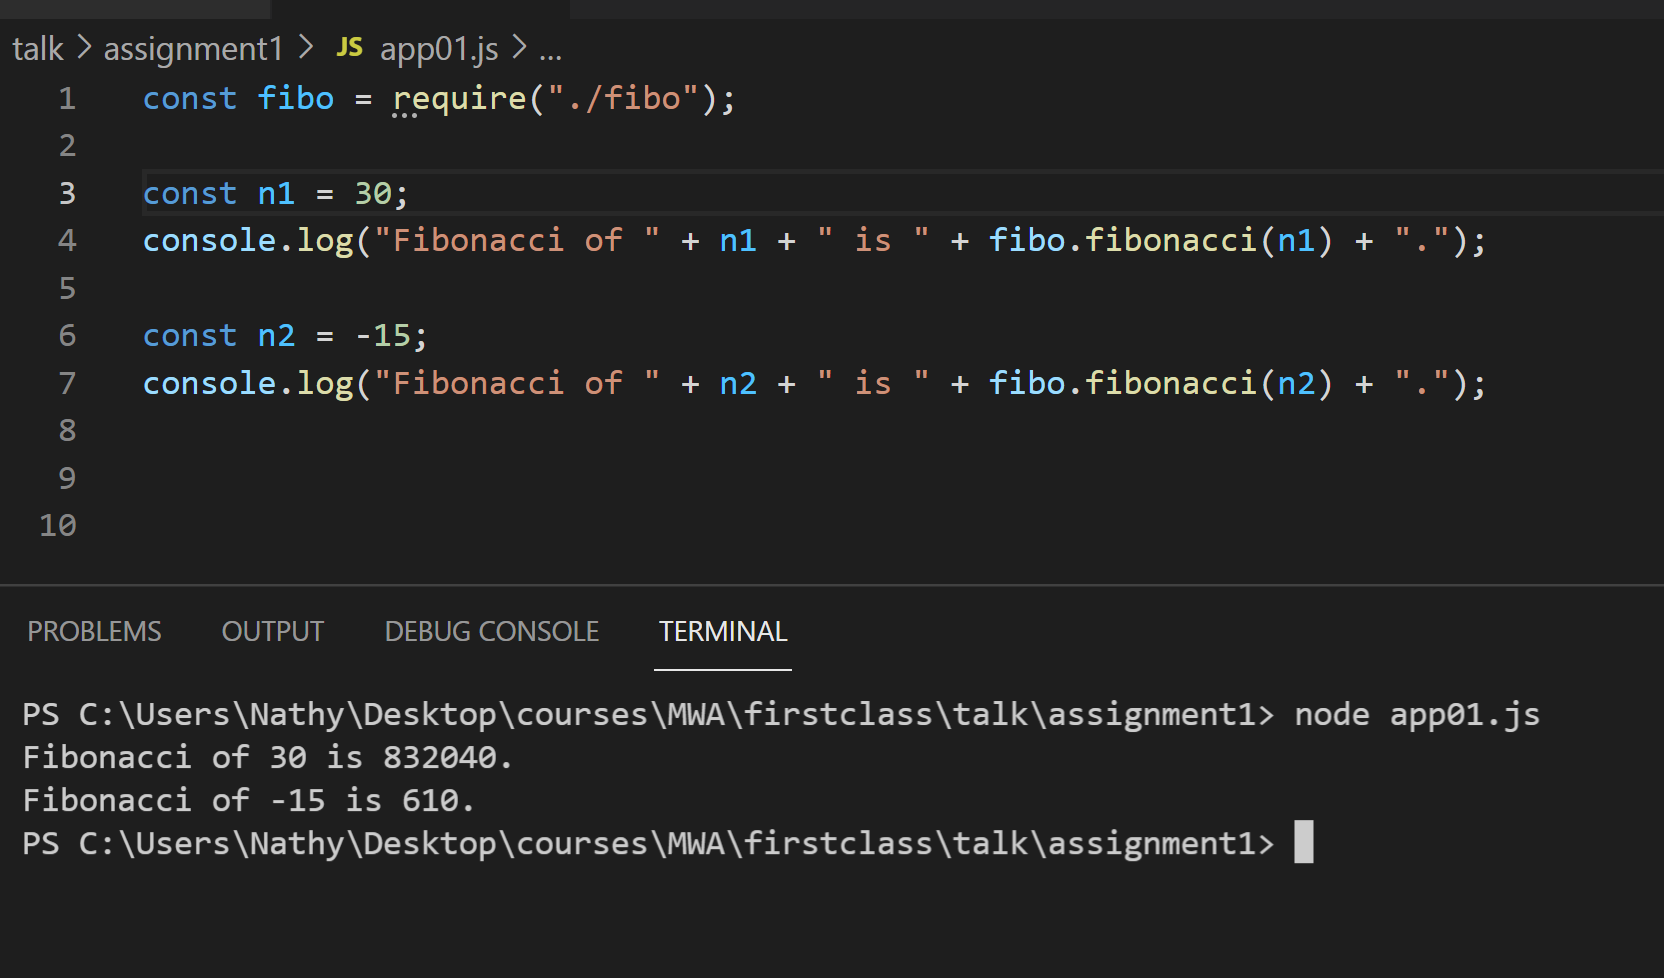 talk > assignment1 > JS app01.js > ...
1 const fibo = require("./fibo");
2
3 const n1 = 30;
4 console.log("Fibonacci of " + n1 + " is " + fibo.fibonacci(n1) + ".");
5
6 const n2 = -15;
7 console.log("Fibonacci of " + n2 + " is " + fibo.fibonacci(n2) + ".");
8
9
10
PROBLEMS OUTPUT DEBUG CONSOLE TERMINAL
PS C:\Users\Nathy\Desktop\courses\MWA\firstclass\talk\assignment1> node app01.js
Fibonacci of 30 is 832040.
Fibonacci of -15 is 610.
PS C:\Users\Nathy\Desktop\courses\MWA\firstclass\talk\assignment1>